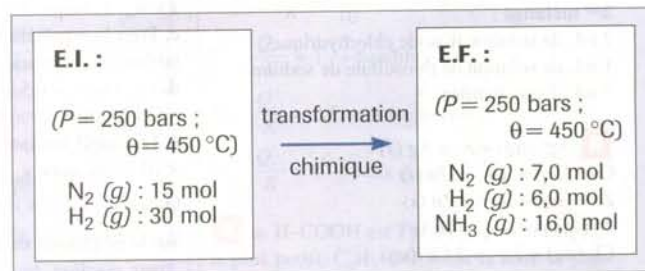 E.I. :
(P = 250 bars ;
θ = 450 °C)
N₂ (g) : 15 mol
H₂ (g) : 30 mol
transformation
chimique
E.F. :
(P = 250 bars ;
θ = 450 °C)
N₂ (g) : 7,0 mol
H₂ (g) : 6,0 mol
NH₃ (g) : 16,0 mol